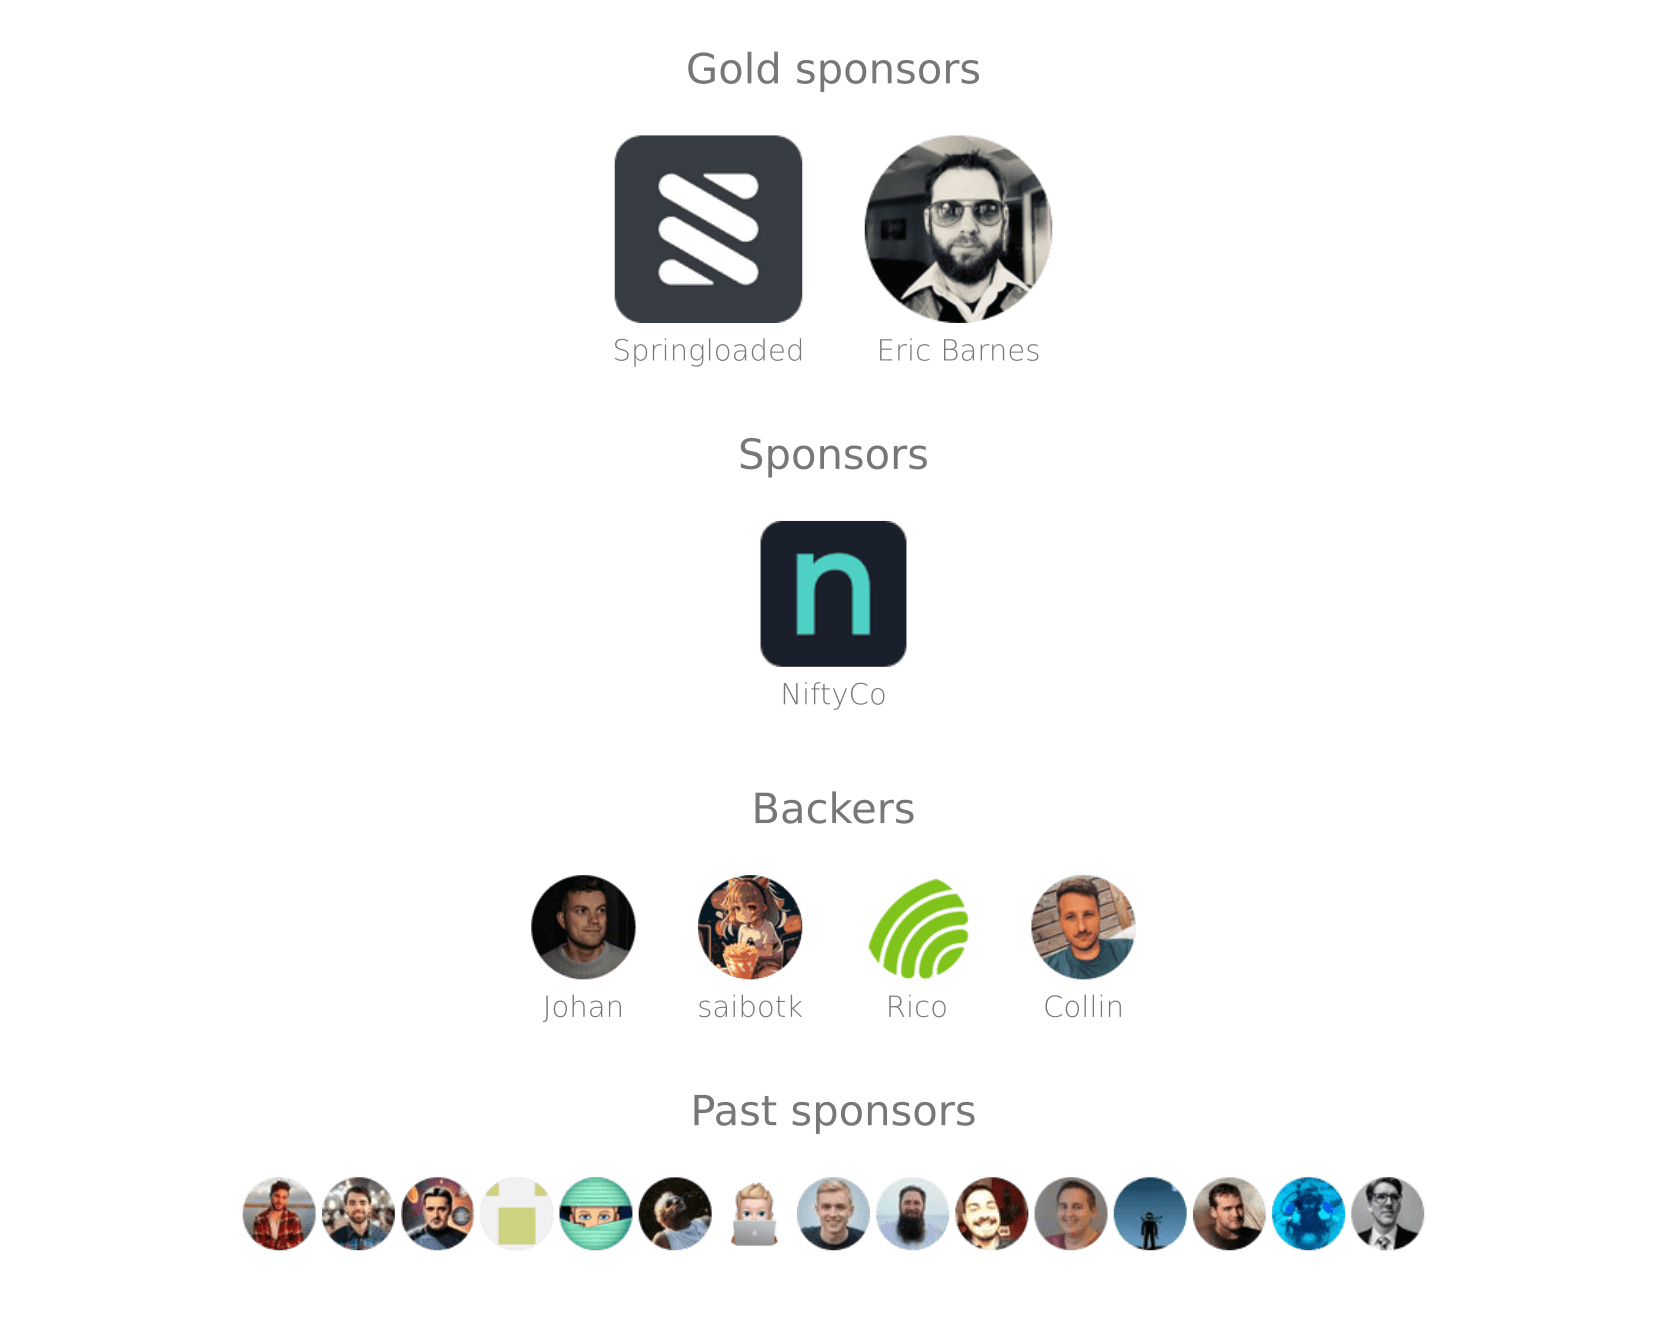 Gold sponsors
Springloaded
Eric Barnes
Sponsors
n
NiftyCo
Backers
Johan
saibotk
Rico
Collin
Past sponsors